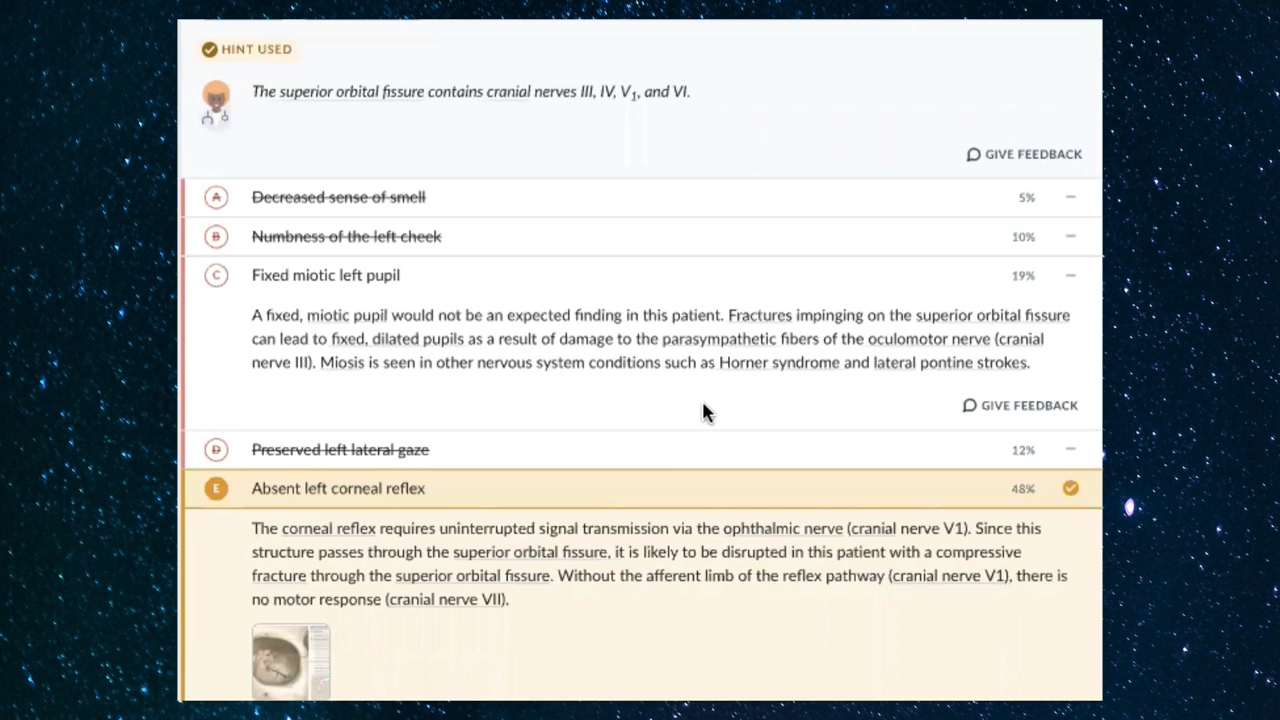 HINT USED
The superior orbital fissure contains cranial nerves III, IV, V1, and VI.
GIVE FEEDBACK
A Decreased sense of smell 5%
B Numbness of the left cheek 10%
C Fixed miotic left pupil 19%
A fixed, miotic pupil would not be an expected finding in this patient. Fractures impinging on the superior orbital fissure
can lead to fixed, dilated pupils as a result of damage to the parasympathetic fibers of the oculomotor nerve (cranial
nerve III). Miosis is seen in other nervous system conditions such as Horner syndrome and lateral pontine strokes.
GIVE FEEDBACK
D Preserved left lateral gaze 12%
E Absent left corneal reflex 48%
The corneal reflex requires uninterrupted signal transmission via the ophthalmic nerve (cranial nerve V1). Since this
structure passes through the superior orbital fissure, it is likely to be disrupted in this patient with a compressive
fracture through the superior orbital fissure. Without the afferent limb of the reflex pathway (cranial nerve V1), there is
no motor response (cranial nerve VII).